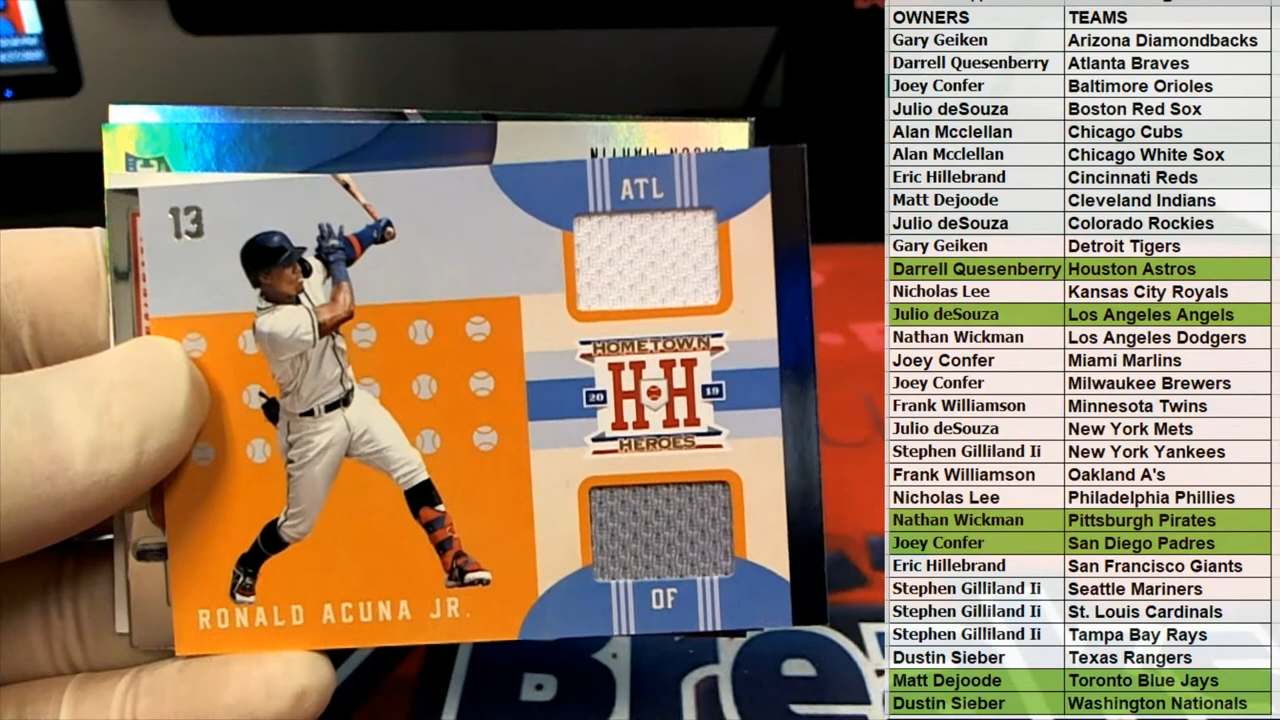 13
ATL
HOMETOWN
HH
20 19
HEROES
OF
RONALD ACUNA JR.
Bre
OWNERS TEAMS
Gary Geiken Arizona Diamondbacks
Darrell Quesenberry Atlanta Braves
Joey Confer Baltimore Orioles
Julio deSouza Boston Red Sox
Alan Mcclellan Chicago Cubs
Alan Mcclellan Chicago White Sox
Eric Hillebrand Cincinnati Reds
Matt Dejoode Cleveland Indians
Julio deSouza Colorado Rockies
Gary Geiken Detroit Tigers
Darrell Quesenberry Houston Astros
Nicholas Lee Kansas City Royals
Julio deSouza Los Angeles Angels
Nathan Wickman Los Angeles Dodgers
Joey Confer Miami Marlins
Joey Confer Milwaukee Brewers
Frank Williamson Minnesota Twins
Julio deSouza New York Mets
Stephen Gilliland Ii New York Yankees
Frank Williamson Oakland A's
Nicholas Lee Philadelphia Phillies
Nathan Wickman Pittsburgh Pirates
Joey Confer San Diego Padres
Eric Hillebrand San Francisco Giants
Stephen Gilliland Ii Seattle Mariners
Stephen Gilliland Ii St. Louis Cardinals
Stephen Gilliland Ii Tampa Bay Rays
Dustin Sieber Texas Rangers
Matt Dejoode Toronto Blue Jays
Dustin Sieber Washington Nationals